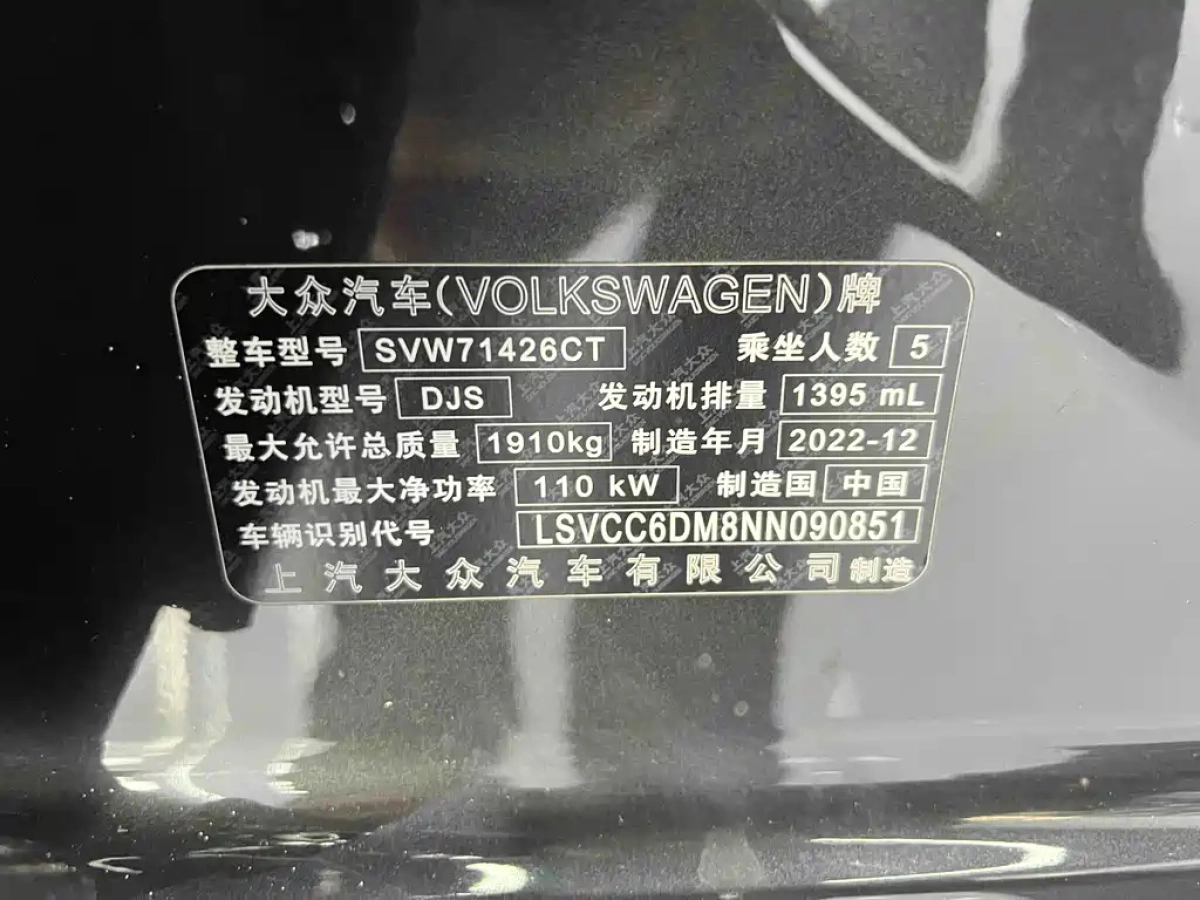 大众汽车(VOLKSWAGEN)牌
整车型号 SVW71426CT 乘坐人数 5
发动机型号 DJS 发动机排量 1395 mL
最大允许总质量 1910kg 制造年月 2022-12
发动机最大净功率 110 kW 制造国 中国
车辆识别代号 LSVCC6DM8NN090851
上汽大众汽车有限公司制造